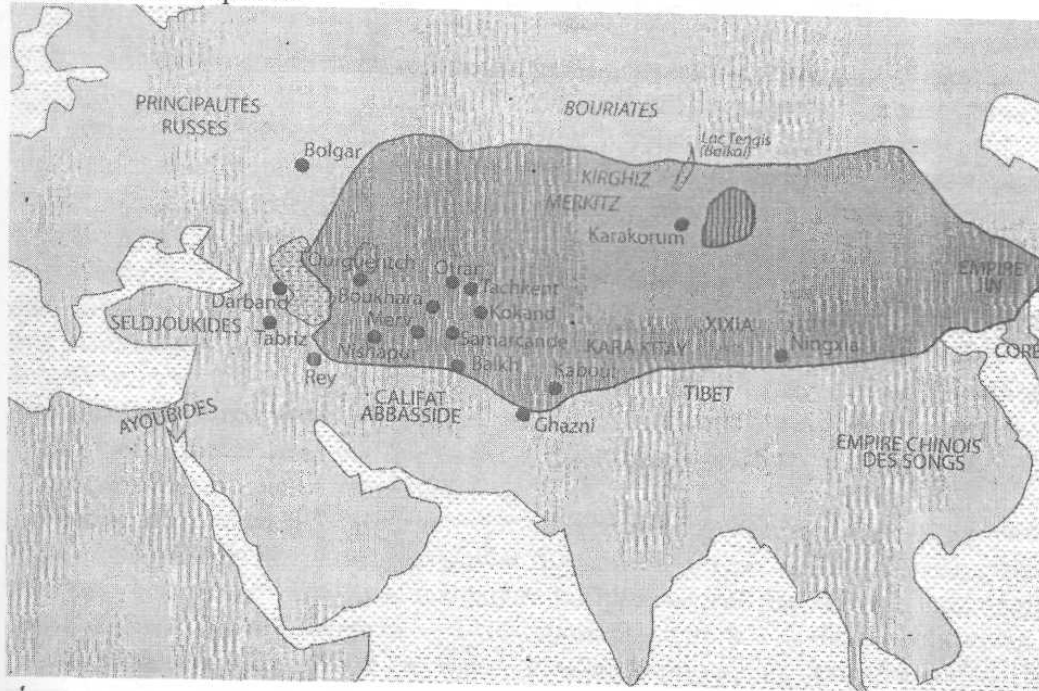 PRINCIPAUTÉS
RUSSES
BOURIATES
Lac Tengis
(Baïkal)
Bolgar
KIRGHIZ
MERKITZ
Karakorum
Ourguentch
Otrar
Tachkent
EMPIRE
JIN
Darband
Boukhara
Kokand
SELDJOUKIDES
Merv
XIXIA
Tabriz
Nishapur
Samarcande
KARA KITAY
Ningxia
Rey
Balkh
Kaboul
CORÉ
CALIFAT
ABBASSIDE
TIBET
AYOUBIDES
Ghazni
EMPIRE CHINOIS
DES SONGS